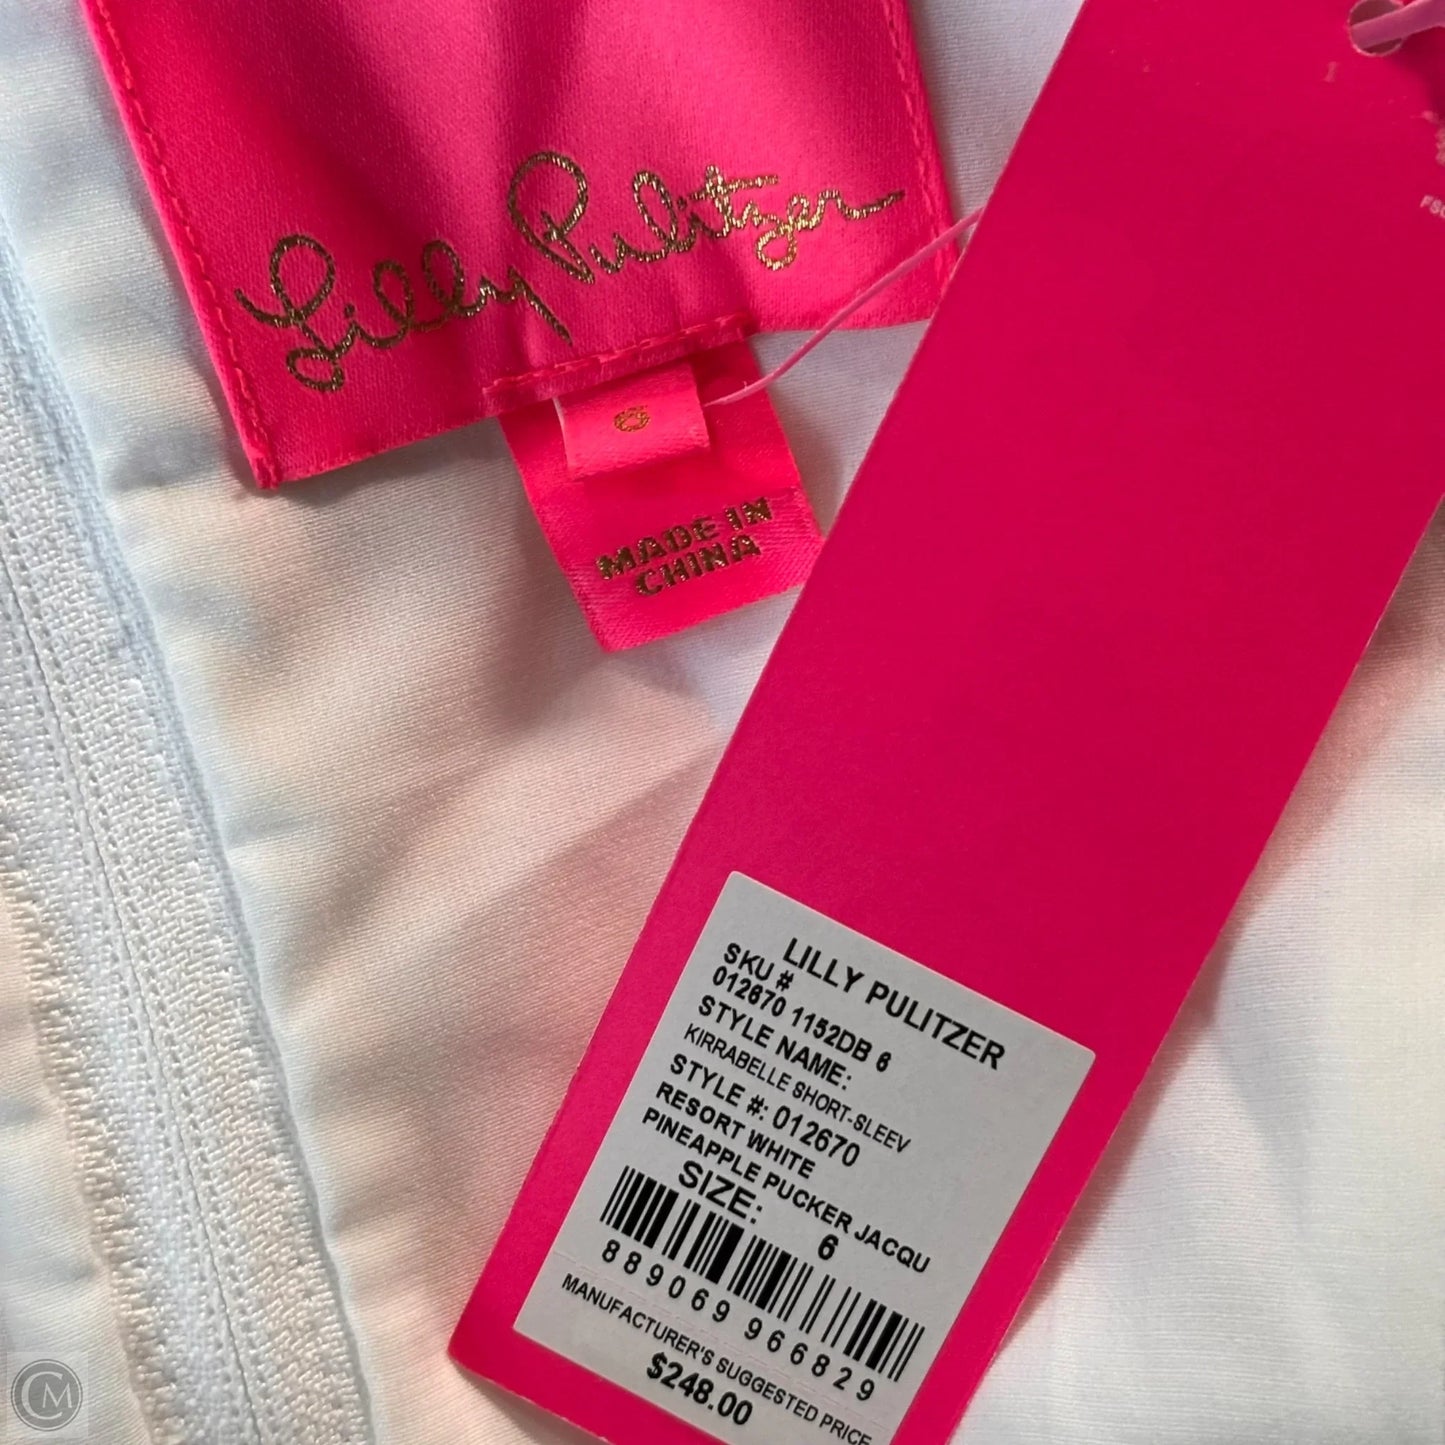 Lilly Pulitzer
6
MADE IN
CHINA
LILLY PULITZER
SKU #
012670 1152DB 6
STYLE NAME:
KIRRABELLE SHORT-SLEEV
STYLE #: 012670
RESORT WHITE
PINEAPPLE PUCKER JACQU
SIZE: 6
889069 966829
MANUFACTURER'S SUGGESTED PRICE
$248.00
CM